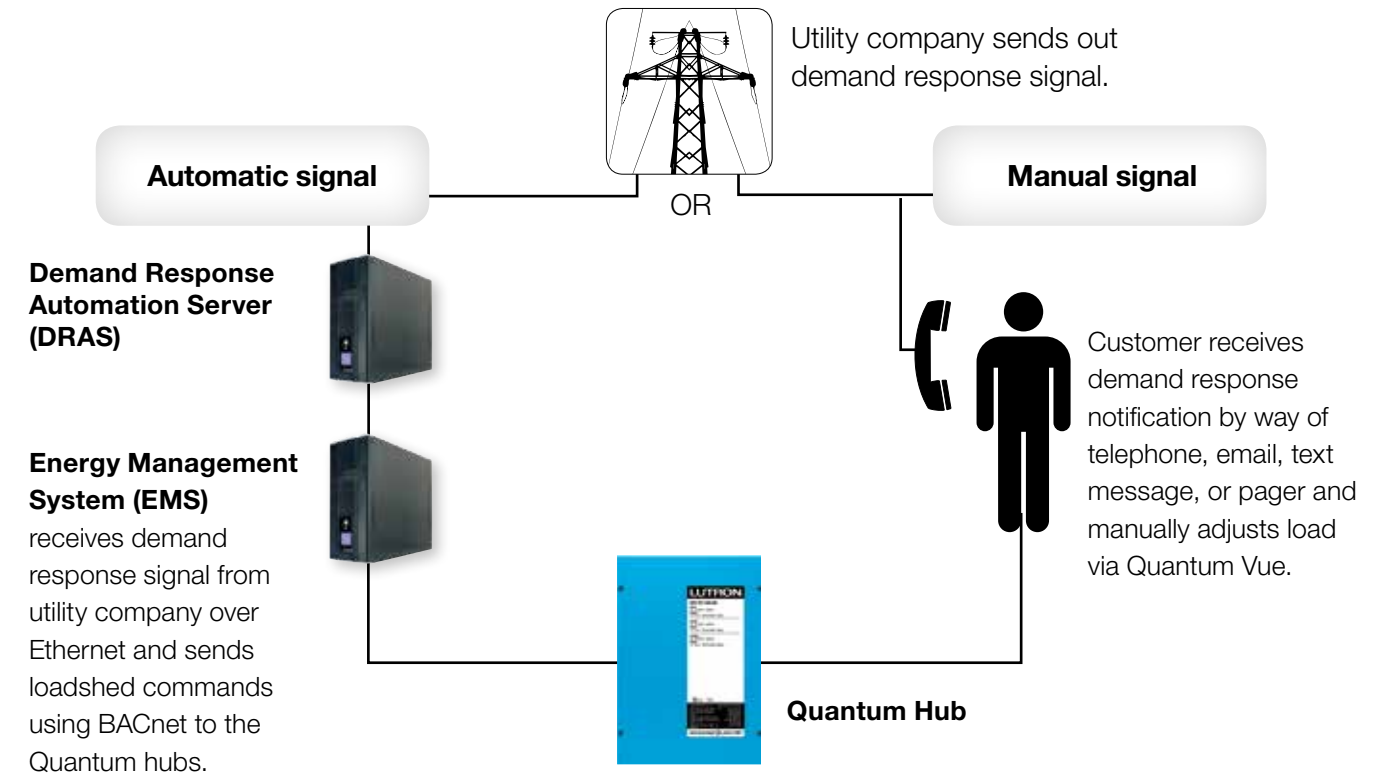 Utility company sends out
demand response signal.
Automatic signal
OR
Manual signal
Demand Response
Automation Server
(DRAS)
Energy Management
System (EMS)
receives demand
response signal from
utility company over
Ethernet and sends
loadshed commands
using BACnet to the
Quantum hubs.
Customer receives
demand response
notification by way of
telephone, email, text
message, or pager and
manually adjusts load
via Quantum Vue.
LUTRON
Quantum Hub